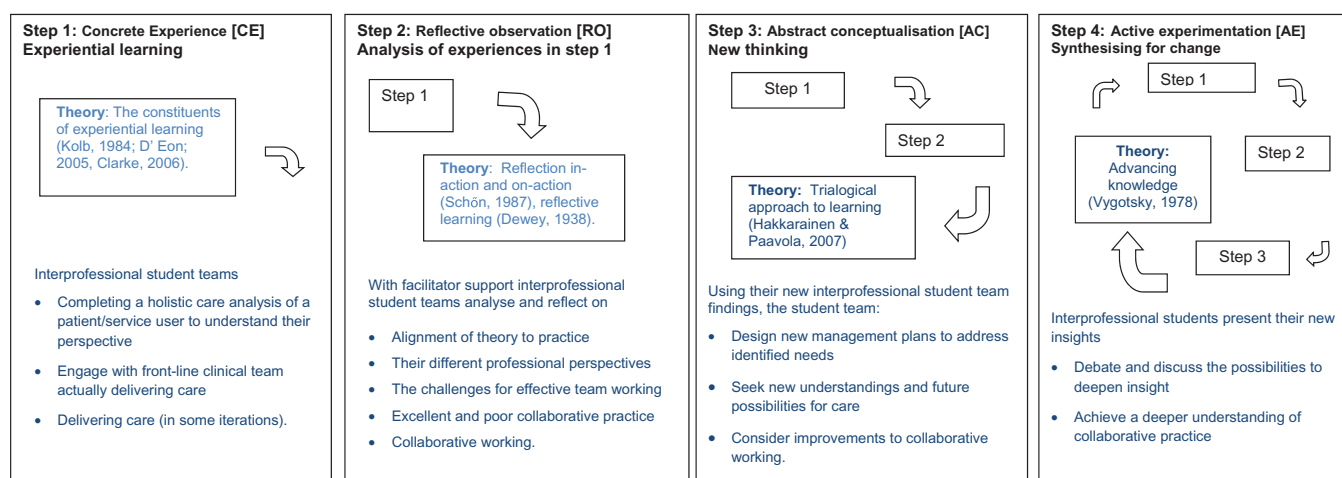 Step 1: Concrete Experience [CE]
Experiential learning
Theory: The constituents
of experiential learning
(Kolb, 1984; D’ Eon;
2005, Clarke, 2006).
Interprofessional student teams
• Completing a holistic care analysis of a
patient/service user to understand their
perspective
• Engage with front-line clinical team
actually delivering care
• Delivering care (in some iterations).
Step 2: Reflective observation [RO]
Analysis of experiences in step 1
Step 1
Theory: Reflection in-
action and on-action
(Schőn, 1987), reflective
learning (Dewey, 1938).
With facilitator support interprofessional
student teams analyse and reflect on
• Alignment of theory to practice
• Their different professional perspectives
• The challenges for effective team working
• Excellent and poor collaborative practice
• Collaborative working.
Step 3: Abstract conceptualisation [AC]
New thinking
Step 1
Step 2
Theory: Trialogical
approach to learning
(Hakkarainen &
Paavola, 2007)
Using their new interprofessional student team
findings, the student team:
• Design new management plans to address
identified needs
• Seek new understandings and future
possibilities for care
• Consider improvements to collaborative
working.
Step 4: Active experimentation [AE]
Synthesising for change
Step 1
Step 2
Theory:
Advancing
knowledge
(Vygotsky, 1978)
Step 3
Interprofessional students present their new
insights
• Debate and discuss the possibilities to
deepen insight
• Achieve a deeper understanding of
collaborative practice